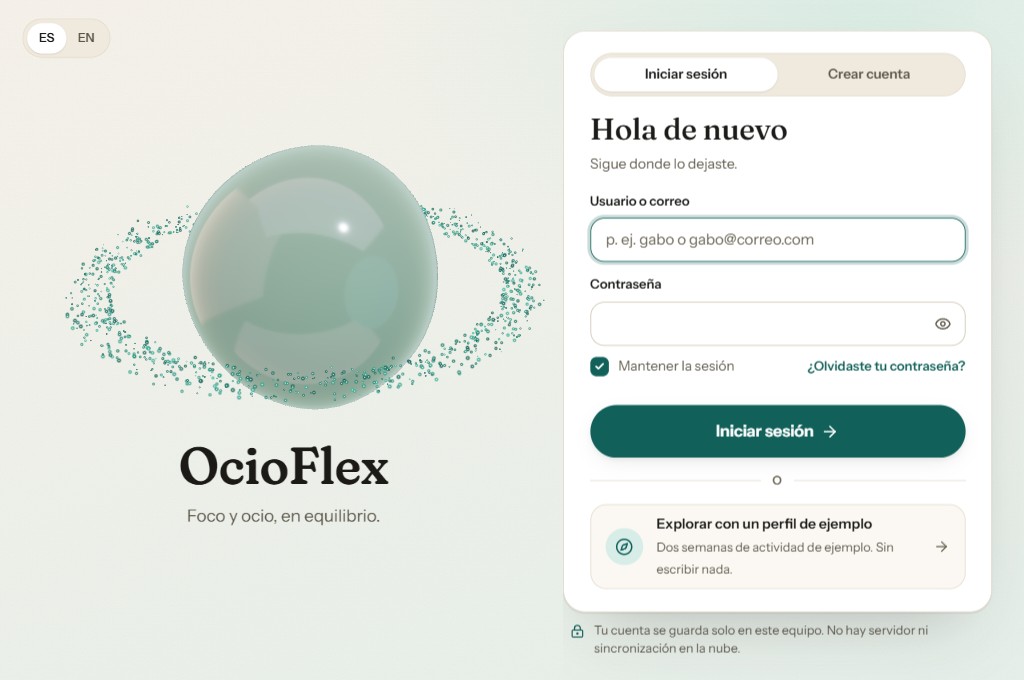 ES EN
Iniciar sesión Crear cuenta
Hola de nuevo
Sigue donde lo dejaste.
Usuario o correo
p. ej. gabo o gabo@correo.com
Contraseña
Mantener la sesión ¿Olvidaste tu contraseña?
Iniciar sesión →
O
Explorar con un perfil de ejemplo
Dos semanas de actividad de ejemplo. Sin
escribir nada.
Tu cuenta se guarda solo en este equipo. No hay servidor ni
sincronización en la nube.
OcioFlex
Foco y ocio, en equilibrio.